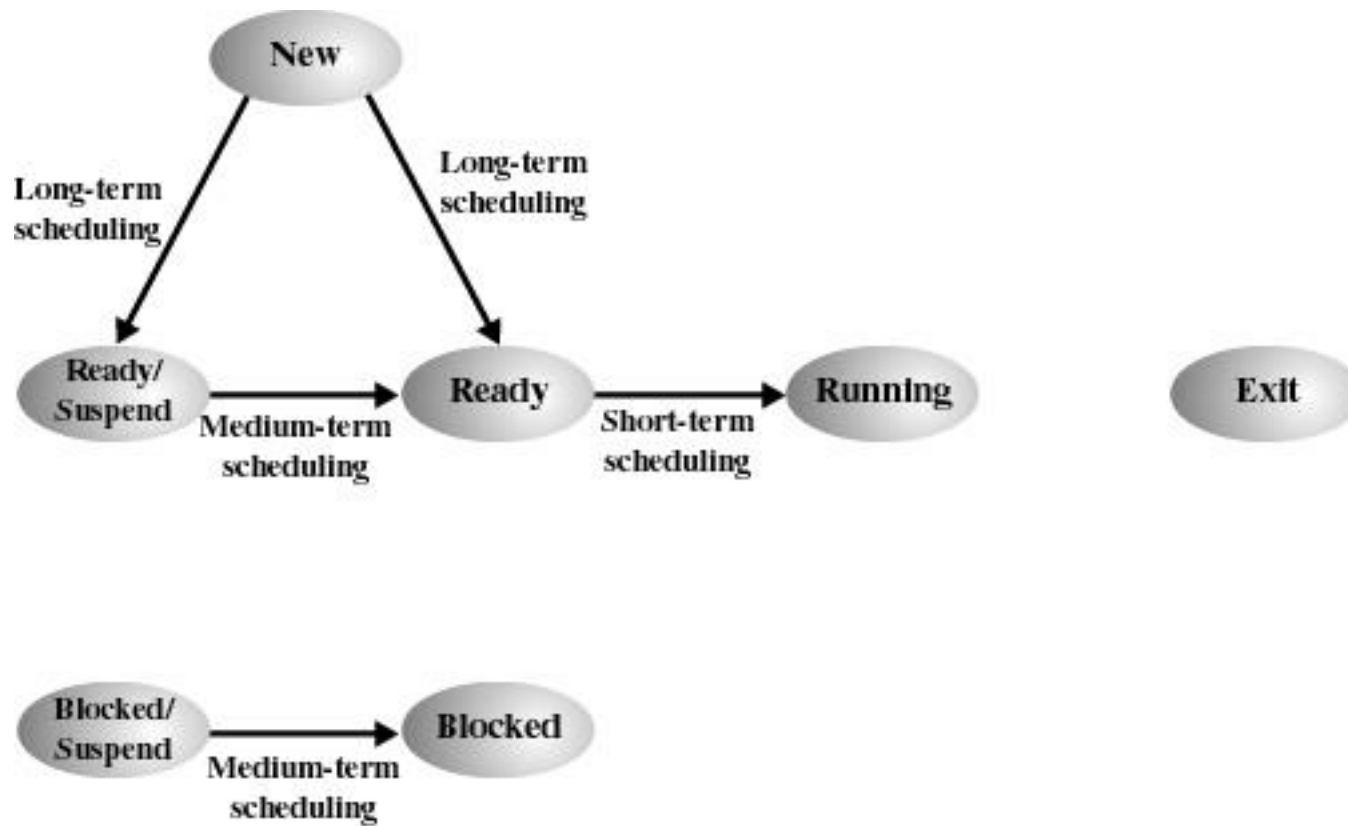 New
Long-term
scheduling
Long-term
scheduling
Ready/
Suspend
Medium-term
scheduling
Ready
Short-term
scheduling
Running
Exit
Blocked/
Suspend
Medium-term
scheduling
Blocked